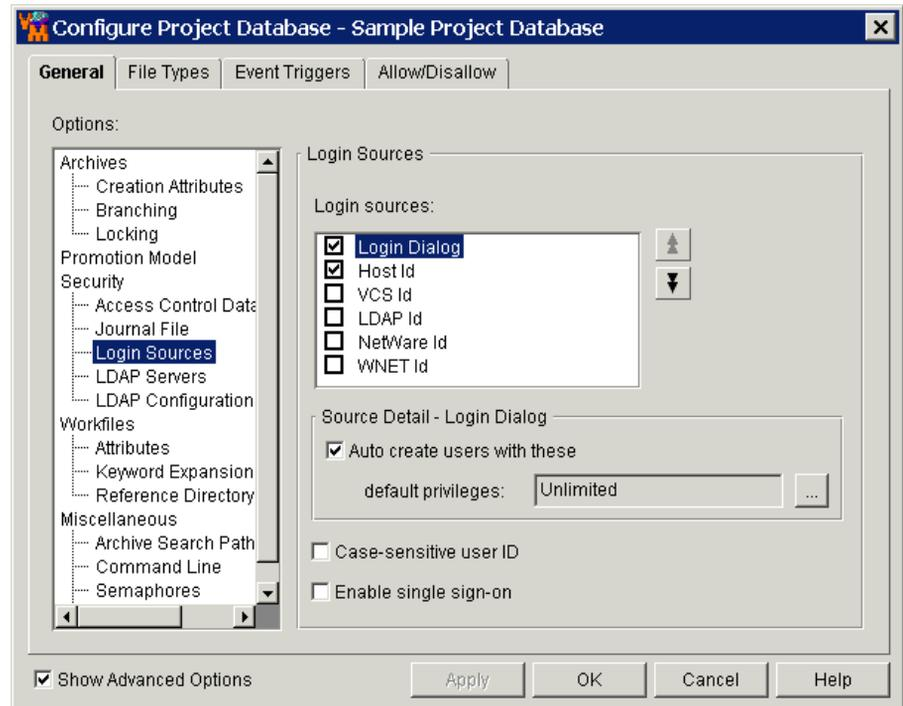 VM Configure Project Database - Sample Project Database
General File Types Event Triggers Allow/Disallow
Options:
Archives
Creation Attributes
Branching
Locking
Promotion Model
Security
Access Control Data
Journal File
Login Sources
LDAP Servers
LDAP Configuration
Workfiles
Attributes
Keyword Expansion
Reference Directory
Miscellaneous
Archive Search Path
Command Line
Semaphores
Login Sources
Login sources:
Login Dialog
Host Id
VCS Id
LDAP Id
NetWare Id
WNET Id
Source Detail - Login Dialog
Auto create users with these
default privileges: Unlimited ...
Case-sensitive user ID
Enable single sign-on
Show Advanced Options Apply OK Cancel Help